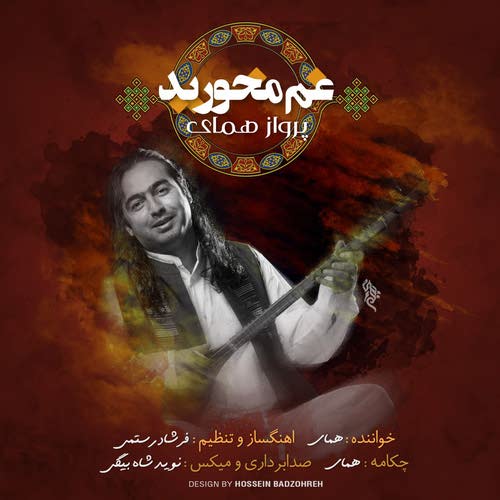 غم مخورید
پرواز همای
خواننده : همای اهنگساز و تنظیم : فرشاد رستمی
چکامه : همای صدابرداری و میکس : نوید شاه بیگی
DESIGN BY HOSSEIN BADZOHREH